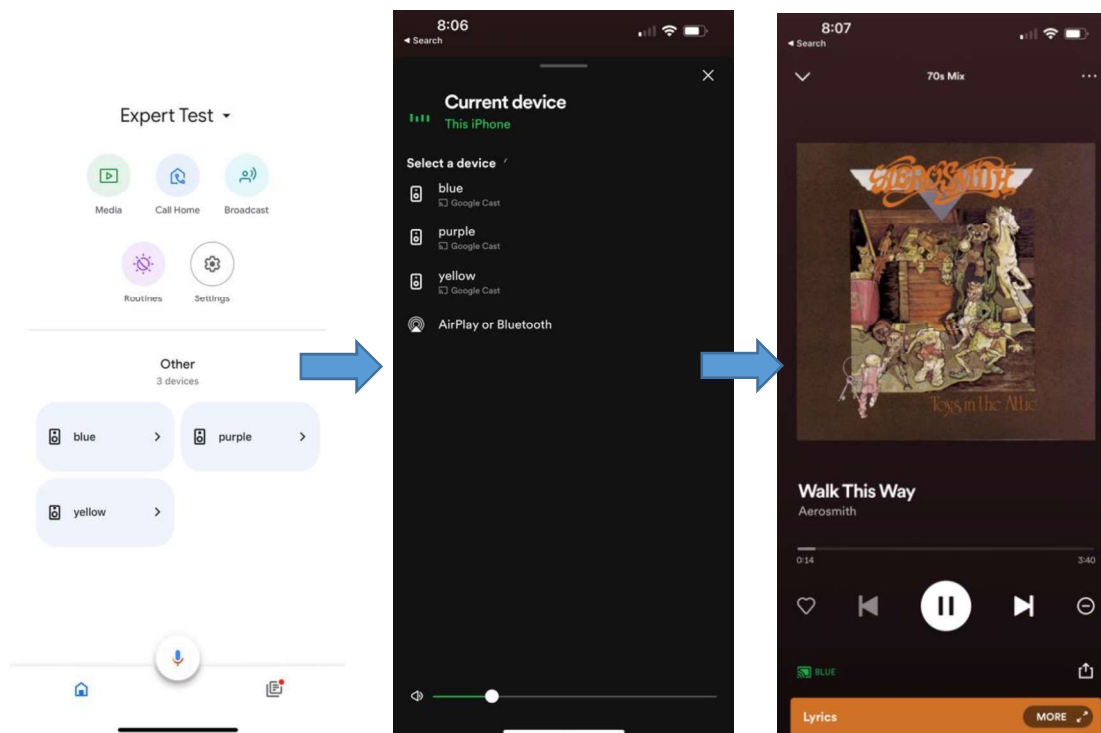 Expert Test
Media
Call Home
Broadcast
Routines
Settings
Other
3 devices
blue
purple
yellow
8:06
Search
Current device
This iPhone
Select a device
blue
Google Cast
purple
Google Cast
yellow
Google Cast
AirPlay or Bluetooth
8:07
Search
70s Mix
AEROSMITH
Toys in the Attic
Walk This Way
Aerosmith
0:14
3:40
BLUE
Lyrics
MORE